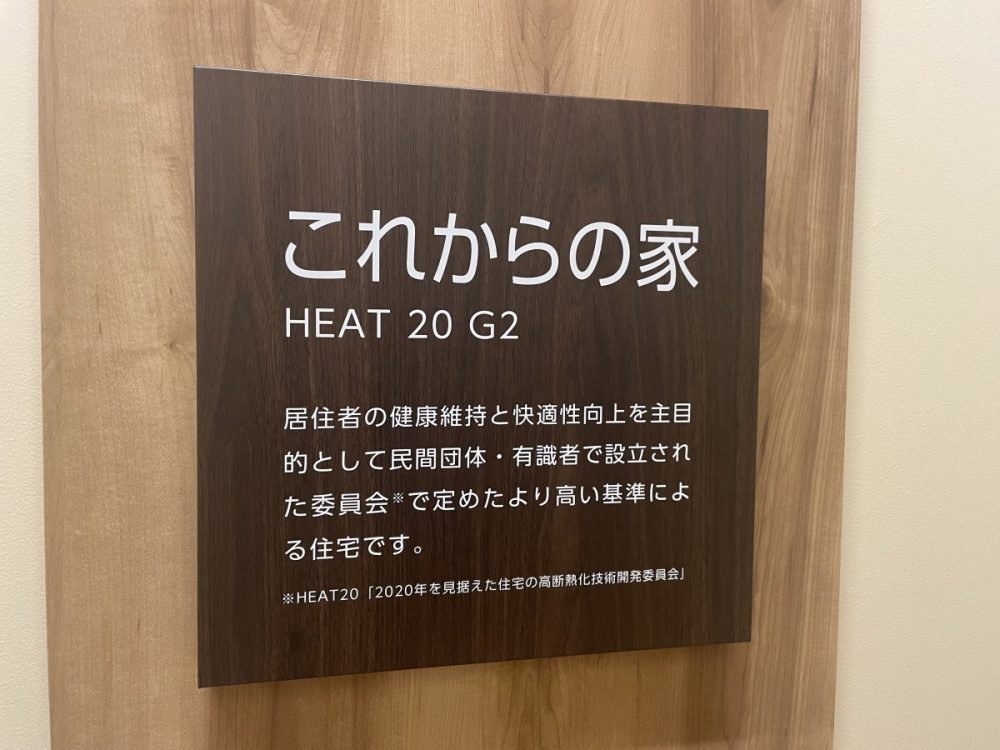 これからの家
HEAT 20 G2
居住者の健康維持と快適性向上を主目
的として民間団体・有識者で設立され
た委員会※で定めたより高い基準によ
る住宅です。
※HEAT20「2020年を見据えた住宅の高断熱化技術開発委員会」